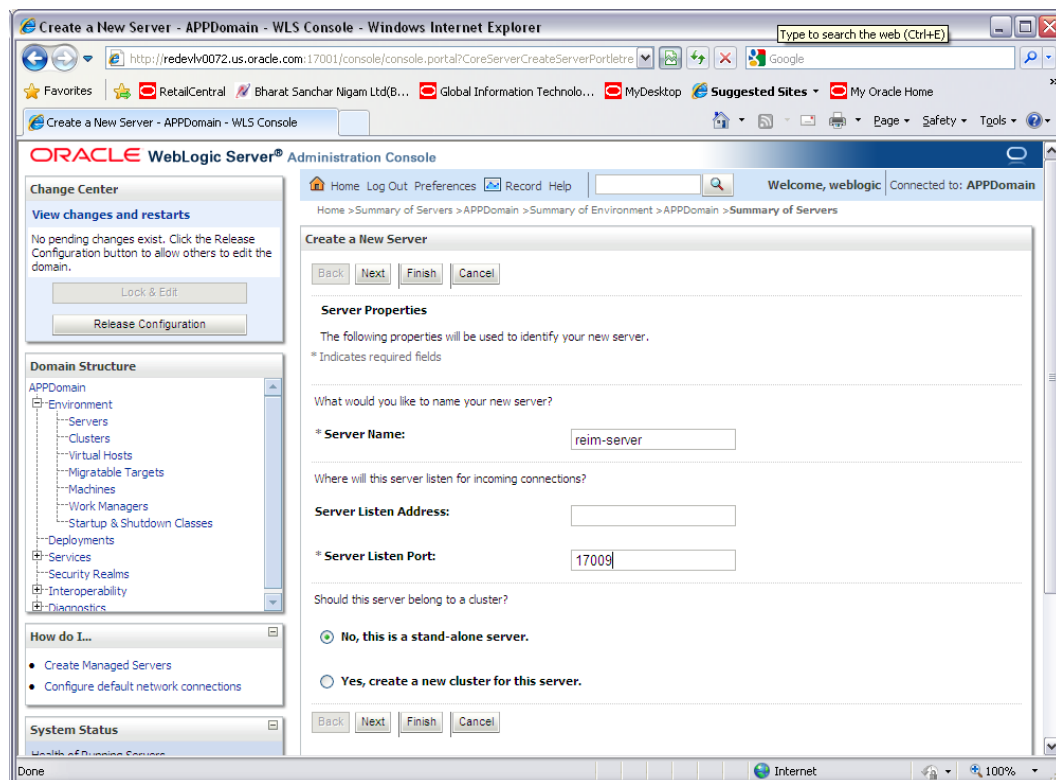 Create a New Server - APPDomain - WLS Console - Windows Internet Explorer
Type to search the web (Ctrl+E)
http://redevlv0072.us.oracle.com:17001/console/console.portal?CoreServerCreateServerPortletre
Google
Favorites
RetailCentral
Bharat Sanchar Nigam Ltd(B...
Global Information Technolo...
MyDesktop
Suggested Sites
My Oracle Home
Create a New Server - APPDomain - WLS Console
Page
Safety
Tools
ORACLE WebLogic Server® Administration Console
Change Center
View changes and restarts
No pending changes exist. Click the Release
Configuration button to allow others to edit the
domain.
Lock & Edit
Release Configuration
Domain Structure
APPDomain
Environment
Servers
Clusters
Virtual Hosts
Migratable Targets
Machines
Work Managers
Startup & Shutdown Classes
Deployments
Services
Security Realms
Interoperability
Diagnostics
How do I...
Create Managed Servers
Configure default network connections
System Status
Health of Running Servers
Home Log Out Preferences Record Help
Welcome, weblogic
Connected to: APPDomain
Home >Summary of Servers >APPDomain >Summary of Environment >APPDomain >Summary of Servers
Create a New Server
Back Next Finish Cancel
Server Properties
The following properties will be used to identify your new server.
* Indicates required fields
What would you like to name your new server?
* Server Name: reim-server
Where will this server listen for incoming connections?
Server Listen Address:
* Server Listen Port: 17009
Should this server belong to a cluster?
No, this is a stand-alone server.
Yes, create a new cluster for this server.
Back Next Finish Cancel
Done
Internet
100%